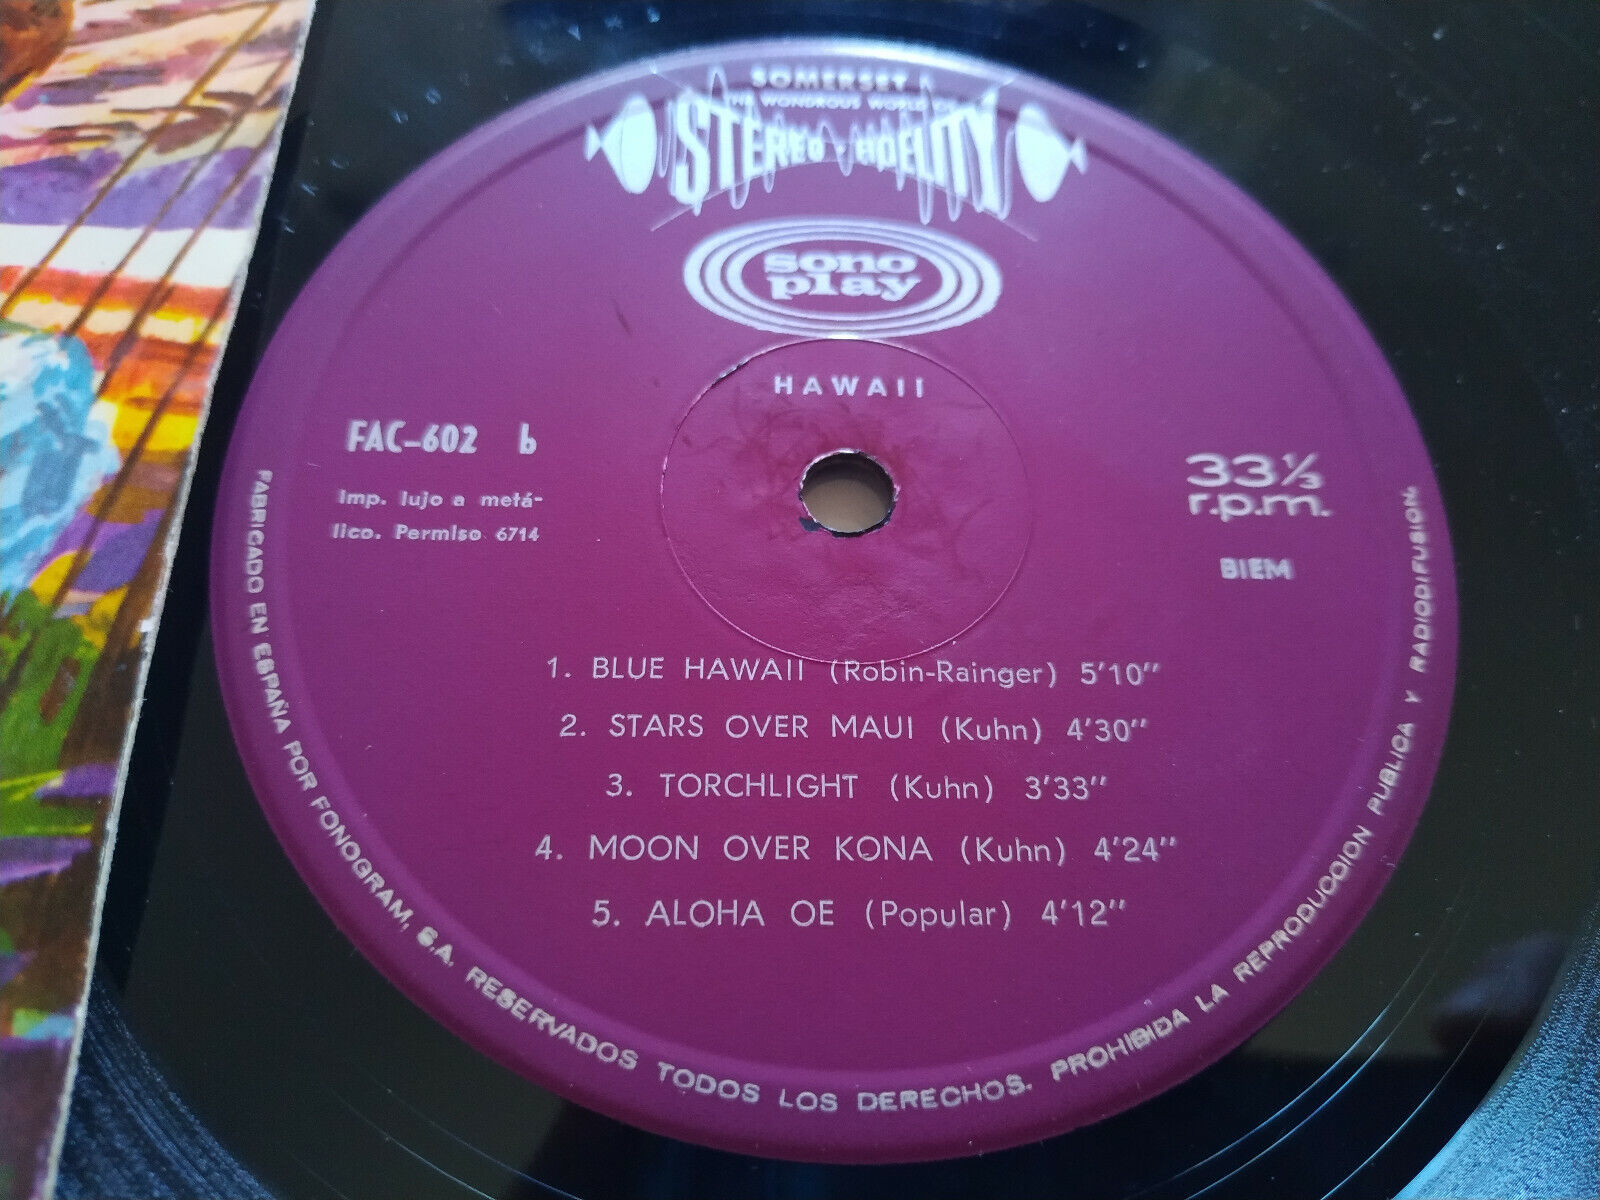 SOMERSET
THE WONDROUS WORLD OF
STEREO-FIDELITY
sono
play
HAWAII
FAC-602 b
Imp. lujo a metá-
lico. Permiso 6714
33⅓
r.p.m.
BIEM
1. BLUE HAWAII (Robin-Rainger) 5'10"
2. STARS OVER MAUI (Kuhn) 4'30"
3. TORCHLIGHT (Kuhn) 3'33"
4. MOON OVER KONA (Kuhn) 4'24"
5. ALOHA OE (Popular) 4'12"
FABRICADO EN ESPAÑA POR FONOGRAM, S.A. RESERVADOS TODOS LOS DERECHOS. PROHIBIDA LA REPRODUCCION PUBLICA Y RADIODIFUSION.